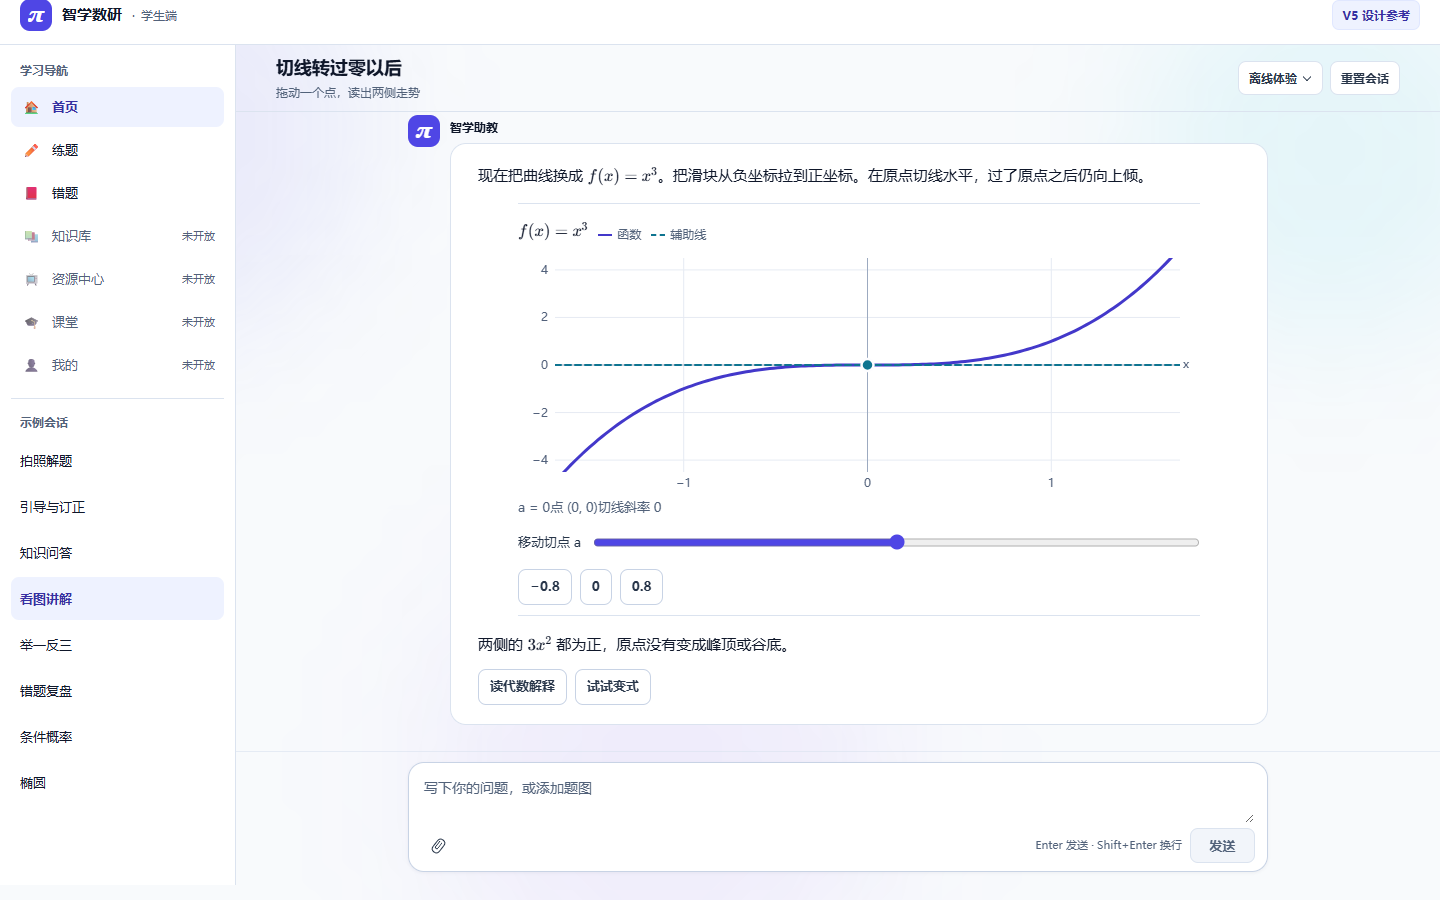 π 智学数研 · 学生端
V5 设计参考
学习导航
首页
练题
错题
知识库 未开放
资源中心 未开放
课堂 未开放
我的 未开放
示例会话
拍照解题
引导与订正
知识问答
看图讲解
举一反三
错题复盘
条件概率
椭圆
切线转过零以后
拖动一个点，读出两侧走势
离线体验
重置会话
π 智学助教
现在把曲线换成 f(x) = x³。把滑块从负坐标拉到正坐标。在原点切线水平，过了原点之后仍向上倾。
f(x) = x³ 函数 辅助线
4
2
0
−2
−4
x
−1 0 1
a = 0点 (0, 0)切线斜率 0
移动切点 a
−0.8 0 0.8
两侧的 3x² 都为正，原点没有变成峰顶或谷底。
读代数解释 试试变式
写下你的问题，或添加题图
Enter 发送 · Shift+Enter 换行 发送